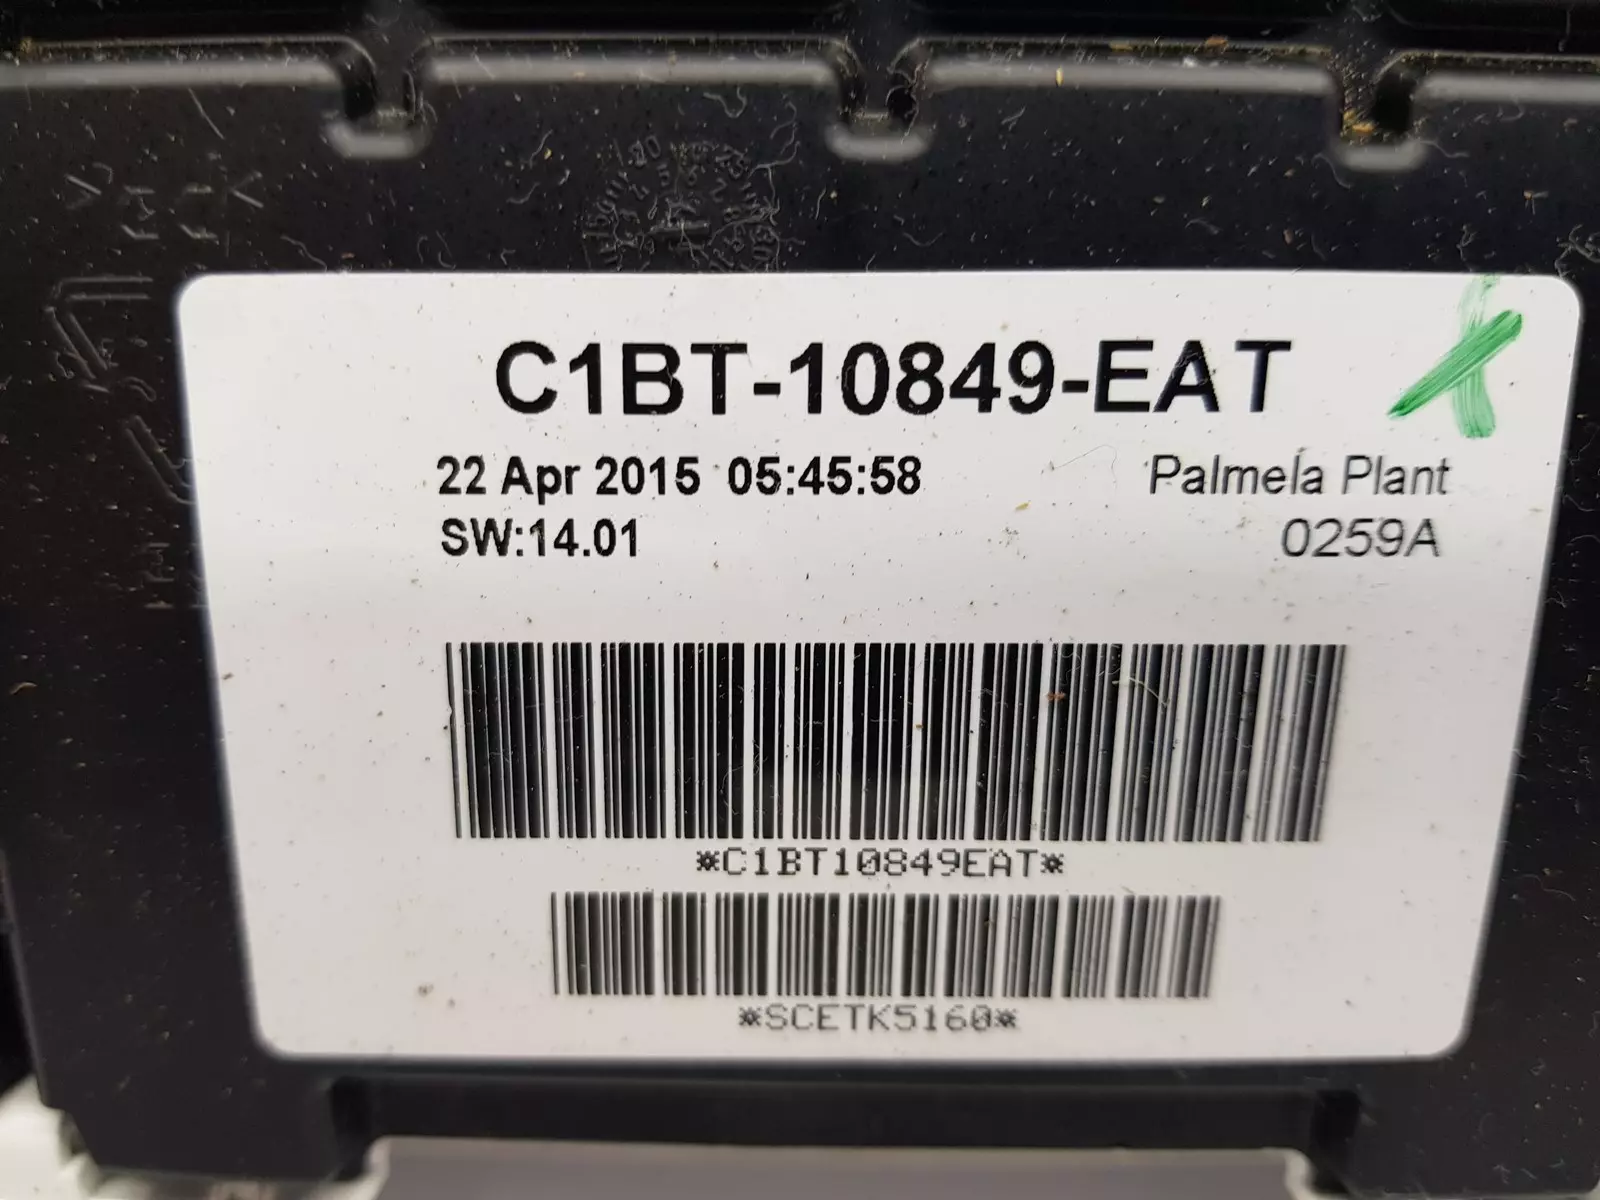 C1BT-10849-EAT
22 Apr 2015 05:45:58 Palmela Plant
SW:14.01 0259A
*C1BT10849EAT*
*SCETK5160*